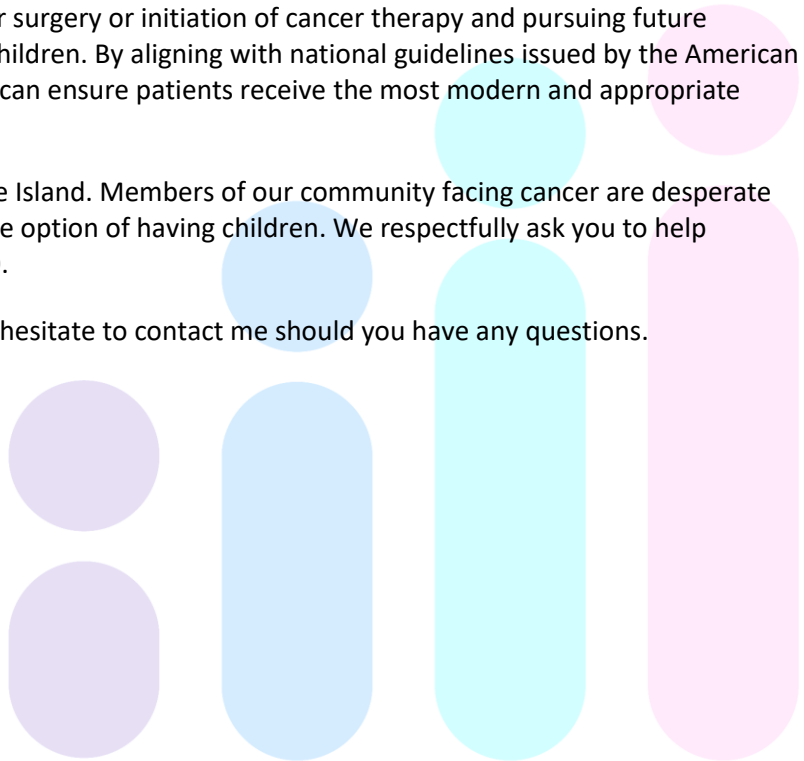 r surgery or initiation of cancer therapy and pursuing future
hildren. By aligning with national guidelines issued by the American
can ensure patients receive the most modern and appropriate
e Island. Members of our community facing cancer are desperate
e option of having children. We respectfully ask you to help
.
hesitate to contact me should you have any questions.